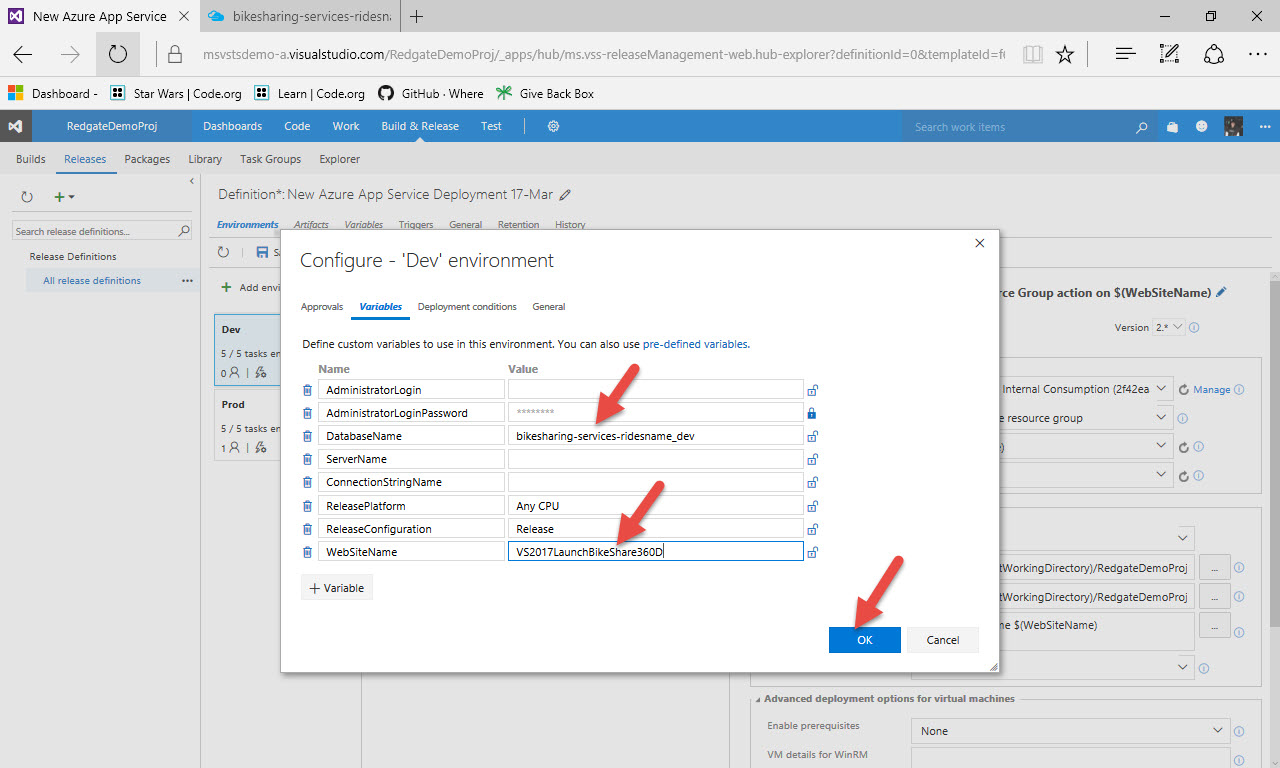 New Azure App Service
bikesharing-services-ridesna
msvstsdemo-a.visualstudio.com/RedgateDemoProj/_apps/hub/ms.vss-releaseManagement-web.hub-explorer?definitionId=0&templateId=f
Dashboard - Star Wars | Code.org Learn | Code.org GitHub · Where Give Back Box
RedgateDemoProj Dashboards Code Work Build & Release Test Search work items
Builds Releases Packages Library Task Groups Explorer
Definition*: New Azure App Service Deployment 17-Mar
Search release definitions...
Environments Artifacts Variables Triggers General Retention History
Release Definitions
All release definitions
Add envi
Dev
5 / 5 tasks en
0
Prod
5 / 5 tasks en
1
Configure - 'Dev' environment
Approvals Variables Deployment conditions General
Define custom variables to use in this environment. You can also use pre-defined variables.
Name Value
AdministratorLogin
AdministratorLoginPassword ********
DatabaseName bikesharing-services-ridesname_dev
ServerName
ConnectionStringName
ReleasePlatform Any CPU
ReleaseConfiguration Release
WebSiteName VS2017LaunchBikeShare360D
+ Variable
OK Cancel
rce Group action on $(WebSiteName)
Version 2.*
Internal Consumption (2f42ea Manage
e resource group
tWorkingDirectory)/RedgateDemoProj ...
tWorkingDirectory)/RedgateDemoProj ...
me $(WebSiteName) ...
Advanced deployment options for virtual machines
Enable prerequisites None
VM details for WinRM